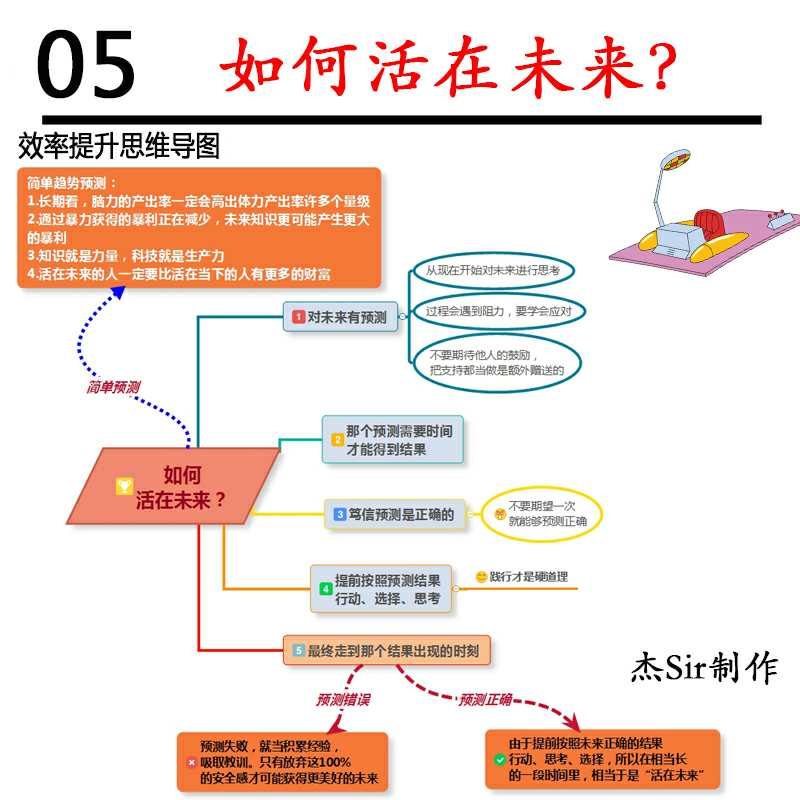 05
如何活在未来?
效率提升思维导图
简单趋势预测：
1.长期看，脑力的产出率一定会高出体力产出率许多个量级
2.通过暴力获得的暴利正在减少，未来知识更可能产生更大
的暴利
3.知识就是力量，科技就是生产力
4.活在未来的人一定要比活在当下的人有更多的财富
简单预测
如何
活在未来？
1 对未来有预测
从现在开始对未来进行思考
过程会遇到阻力，要学会应对
不要期待他人的鼓励，
把支持都当做是额外赠送的
2 那个预测需要时间
才能得到结果
3 笃信预测是正确的
不要期望一次
就能够预测正确
4 提前按照预测结果
行动、选择、思考
践行才是硬道理
5 最终走到那个结果出现的时刻
预测错误
预测正确
预测失败，就当积累经验，
吸取教训。只有放弃这100%
的安全感才可能获得更美好的未来
由于提前按照未来正确的结果
行动、思考、选择，所以在相当长
的一段时间里，相当于是“活在未来”
杰Sir制作